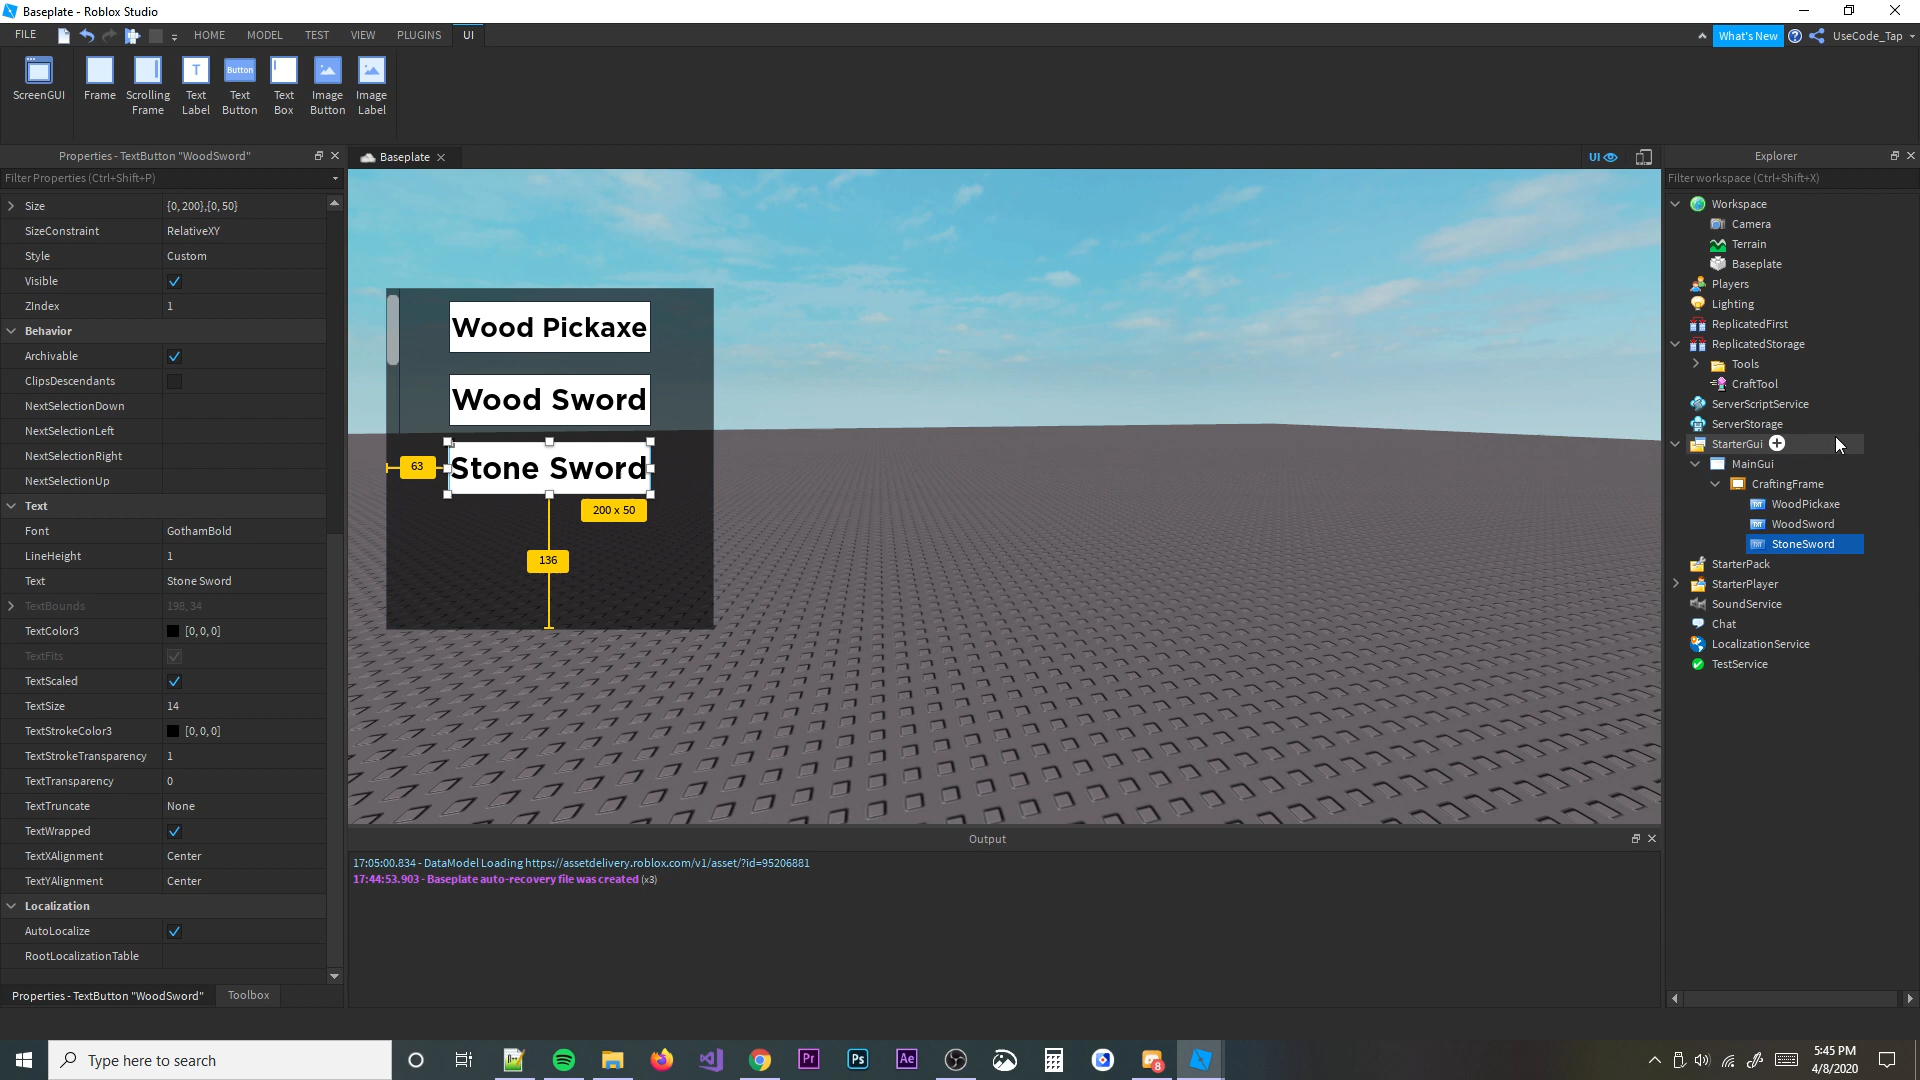 Baseplate - Roblox Studio
FILE HOME MODEL TEST VIEW PLUGINS UI What's New UseCode_Tap
ScreenGUI Frame Scrolling Frame Text Label Button Text Button Text Box Image Button Image Label
Properties - TextButton "WoodSword"
Filter Properties (Ctrl+Shift+P)
Size {0, 200},{0, 50}
SizeConstraint RelativeXY
Style Custom
Visible
ZIndex 1
Behavior
Archivable
ClipsDescendants
NextSelectionDown
NextSelectionLeft
NextSelectionRight
NextSelectionUp
Text
Font GothamBold
LineHeight 1
Text Stone Sword
TextBounds 198, 34
TextColor3 [0, 0, 0]
TextFits
TextScaled
TextSize 14
TextStrokeColor3 [0, 0, 0]
TextStrokeTransparency 1
TextTransparency 0
TextTruncate None
TextWrapped
TextXAlignment Center
TextYAlignment Center
Localization
AutoLocalize
RootLocalizationTable
Properties - TextButton "WoodSword" Toolbox
Baseplate
UI
Wood Pickaxe
Wood Sword
Stone Sword
63
200 x 50
136
Output
17:05:00.834 - DataModel Loading https://assetdelivery.roblox.com/v1/asset/?id=95206881
17:44:53.903 - Baseplate auto-recovery file was created (x3)
Explorer
Filter workspace (Ctrl+Shift+X)
Workspace
Camera
Terrain
Baseplate
Players
Lighting
ReplicatedFirst
ReplicatedStorage
Tools
CraftTool
ServerScriptService
ServerStorage
StarterGui
MainGui
CraftingFrame
WoodPickaxe
WoodSword
StoneSword
StarterPack
StarterPlayer
SoundService
Chat
LocalizationService
TestService
Type here to search
Pr Ps Ae 8
5:45 PM
4/8/2020